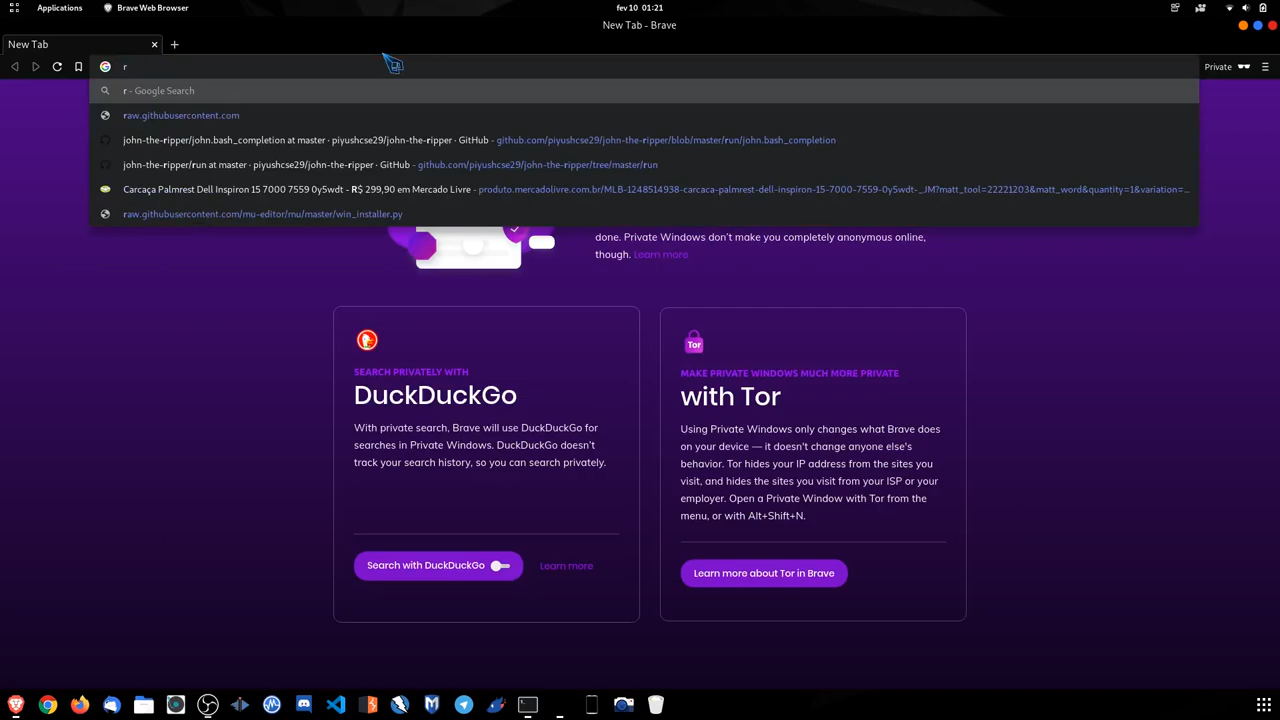 Applications
Brave Web Browser
fev 10 01:21
New Tab - Brave
New Tab
r
Private
r - Google Search
raw.githubusercontent.com
john-the-ripper/john.bash_completion at master · piyushcse29/john-the-ripper · GitHub - github.com/piyushcse29/john-the-ripper/blob/master/run/john.bash_completion
john-the-ripper/run at master · piyushcse29/john-the-ripper · GitHub - github.com/piyushcse29/john-the-ripper/tree/master/run
Carcaça Palmrest Dell Inspiron 15 7000 7559 0y5wdt - R$ 299,90 em Mercado Livre - produto.mercadolivre.com.br/MLB-1248514938-carcaca-palmrest-dell-inspiron-15-7000-7559-0y5wdt-_JM?matt_tool=22221203&matt_word&quantity=1&variation=...
raw.githubusercontent.com/mu-editor/mu/master/win_installer.py
done. Private Windows don't make you completely anonymous online,
though. Learn more
SEARCH PRIVATELY WITH
DuckDuckGo
With private search, Brave will use DuckDuckGo for
searches in Private Windows. DuckDuckGo doesn't
track your search history, so you can search privately.
Search with DuckDuckGo
Learn more
Tor
MAKE PRIVATE WINDOWS MUCH MORE PRIVATE
with Tor
Using Private Windows only changes what Brave does
on your device — it doesn't change anyone else's
behavior. Tor hides your IP address from the sites you
visit, and hides the sites you visit from your ISP or your
employer. Open a Private Window with Tor from the
menu, or with Alt+Shift+N.
Learn more about Tor in Brave